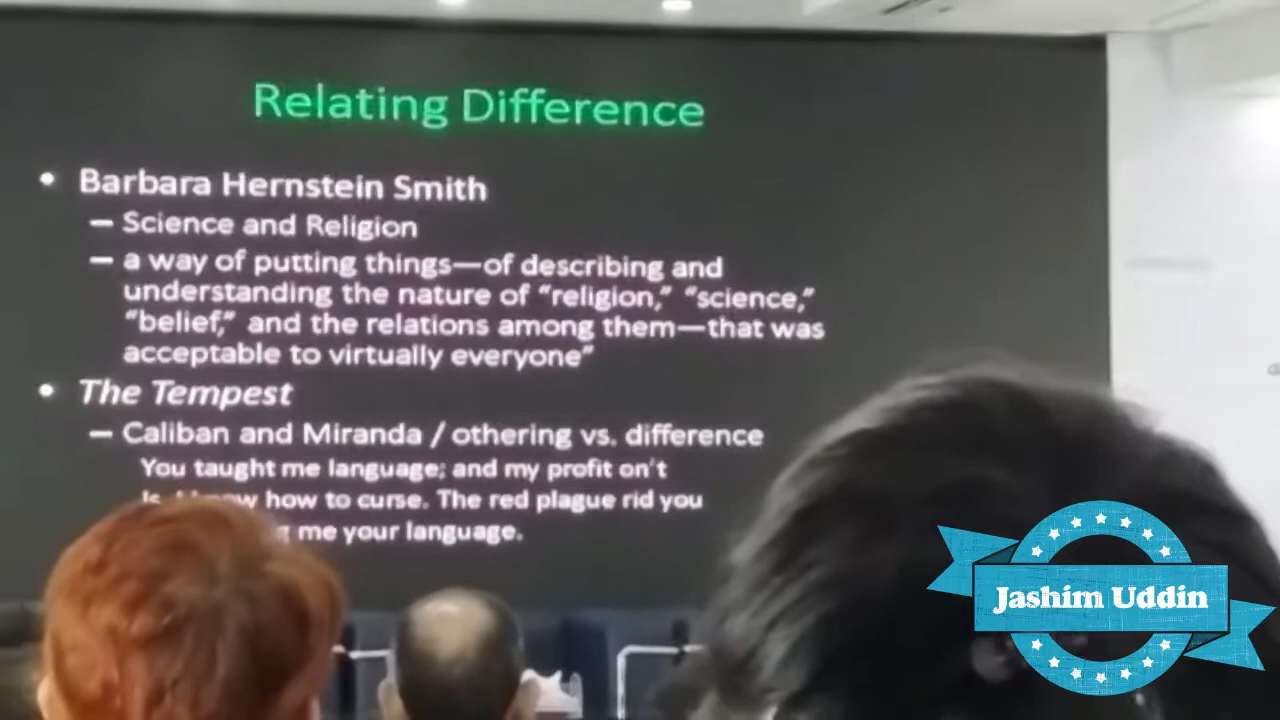 Relating Difference
• Barbara Hernstein Smith
– Science and Religion
– a way of putting things—of describing and
understanding the nature of “religion,” “science,”
“belief,” and the relations among them—that was
acceptable to virtually everyone”
• The Tempest
– Caliban and Miranda / othering vs. difference
You taught me language; and my profit on't
how to curse. The red plague rid you
me your language.
Jashim Uddin